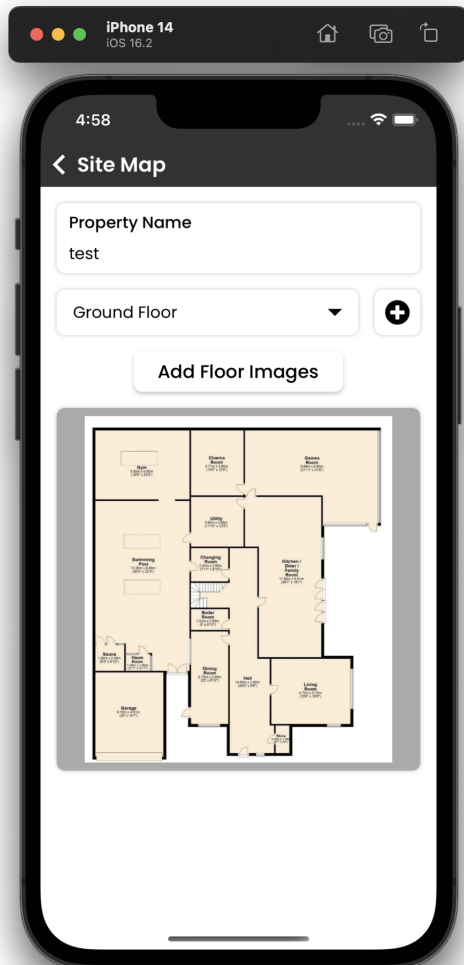 iPhone 14
iOS 16.2
4:58
Site Map
Property Name
test
Ground Floor
Add Floor Images
Gym
Cinema
Room
Games
Room
Utility
Swimming
Pool
Changing
Room
Kitchen /
Diner /
Family
Room
Boiler
Room
Sauna
Steam
Room
Dining
Room
Hall
Living
Room
Garage
Store